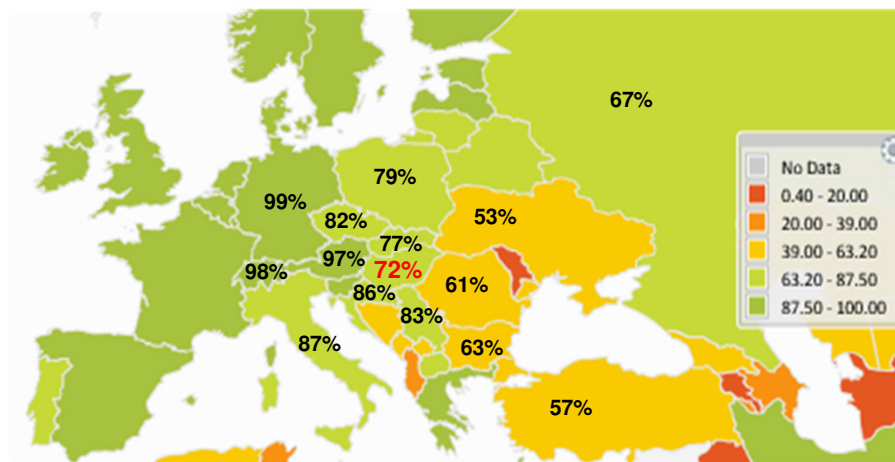 67%
79%
99%
82%
53%
77%
97%
72%
98%
61%
86%
83%
87%
63%
57%
No Data
0.40 - 20.00
20.00 - 39.00
39.00 - 63.20
63.20 - 87.50
87.50 - 100.00